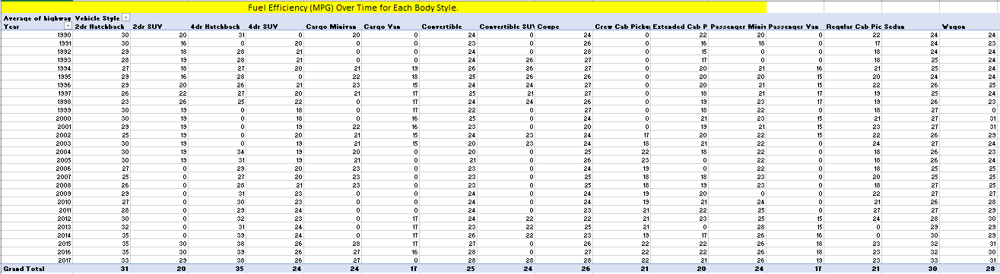 Fuel Efficiency (MPG) Over Time for Each Body Style.
Average of highway Vehicle Style
Year 2dr Hatchback 2dr SUV 4dr Hatchback 4dr SUV Cargo Minivan Cargo Van Convertible Convertible SUV Coupe Crew Cab Picku Extended Cab P Passenger Miniv Passenger Van Regular Cab Pic Sedan Wagon
1990 30 20 31 0 20 0 24 0 24 0 22 20 0 22 24 24
1991 30 16 0 20 0 0 23 0 26 0 16 18 0 17 24 23
1992 29 18 28 21 0 0 24 0 28 0 15 0 0 18 24 24
1993 28 19 28 21 0 0 24 26 27 0 17 0 0 18 25 24
1994 27 18 27 20 21 19 26 26 27 0 20 21 16 21 25 24
1995 29 16 28 0 22 18 25 26 26 0 20 20 15 20 24 24
1996 29 20 26 21 23 15 24 24 27 0 20 21 15 22 26 25
1997 26 22 27 20 21 17 25 21 27 0 18 21 17 19 25 24
1998 23 26 25 22 0 17 24 24 26 0 19 23 17 19 26 23
1999 30 19 0 18 0 17 22 0 27 0 18 22 0 18 27 0
2000 30 19 0 18 0 16 25 0 24 0 21 23 15 21 27 31
2001 29 19 0 19 22 16 23 0 20 0 19 21 15 23 27 31
2002 25 19 0 20 21 15 24 23 24 17 20 22 15 22 26 29
2003 30 19 0 19 21 15 20 23 24 18 21 22 0 24 27 24
2004 30 19 34 19 20 0 20 0 25 22 18 22 0 18 26 23
2005 30 19 31 19 21 0 21 0 26 23 0 22 0 18 26 24
2006 27 0 29 20 23 0 23 0 24 19 0 22 0 18 25 25
2007 25 0 27 20 23 0 23 0 25 18 18 23 0 20 25 25
2008 26 0 28 21 23 0 24 0 25 18 19 23 0 18 27 25
2009 29 0 31 23 0 0 24 0 24 19 20 0 0 22 27 25
2010 27 0 30 23 0 0 24 0 24 19 21 24 0 21 26 28
2011 28 0 29 24 0 0 24 0 23 21 22 25 0 27 27 29
2012 30 0 32 23 0 17 24 22 22 21 23 25 15 24 28 30
2013 32 0 31 24 0 17 23 22 25 21 0 28 15 0 29 29
2014 35 0 39 24 0 17 26 22 23 19 17 26 16 0 30 29
2015 35 30 38 26 28 17 27 0 26 22 22 26 18 23 32 31
2016 35 30 39 26 27 16 28 0 27 22 22 26 18 23 32 30
2017 33 29 38 26 27 0 28 28 28 22 21 26 19 23 33 31
Grand Total 31 20 35 24 24 17 25 24 26 21 20 24 17 21 30 28